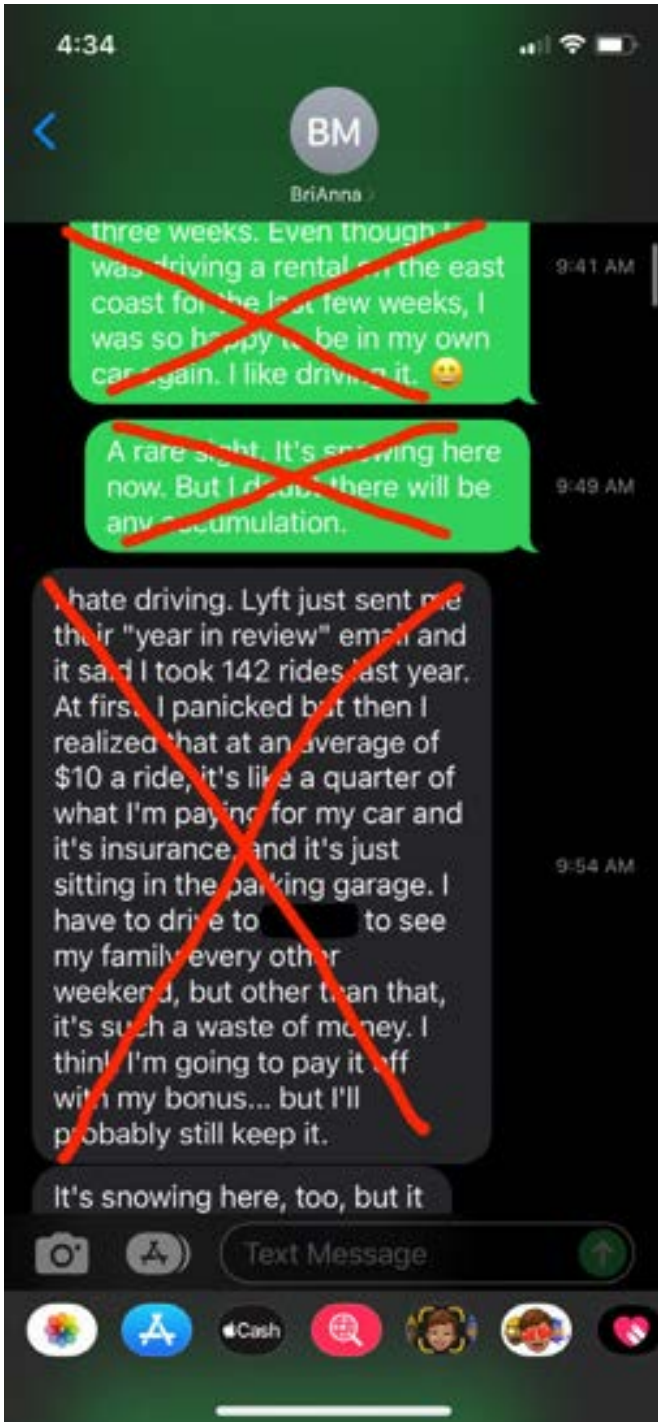 4:34
BM
BriAnna
three weeks. Even though I
was driving a rental on the east
coast for the last few weeks, I
was so happy to be in my own
car again. I like driving it. 😀
9:41 AM
A rare sight. It's snowing here
now. But I doubt there will be
any accumulation.
9:49 AM
I hate driving. Lyft just sent me
their "year in review" email and
it said I took 142 rides last year.
At first I panicked but then I
realized that at an average of
$10 a ride, it's like a quarter of
what I'm paying for my car and
it's insurance, and it's just
sitting in the parking garage. I
have to drive to to see
my family every other
weekend, but other than that,
it's such a waste of money. I
think I'm going to pay it off
with my bonus... but I'll
probably still keep it.
9:54 AM
It's snowing here, too, but it
Text Message
Cash